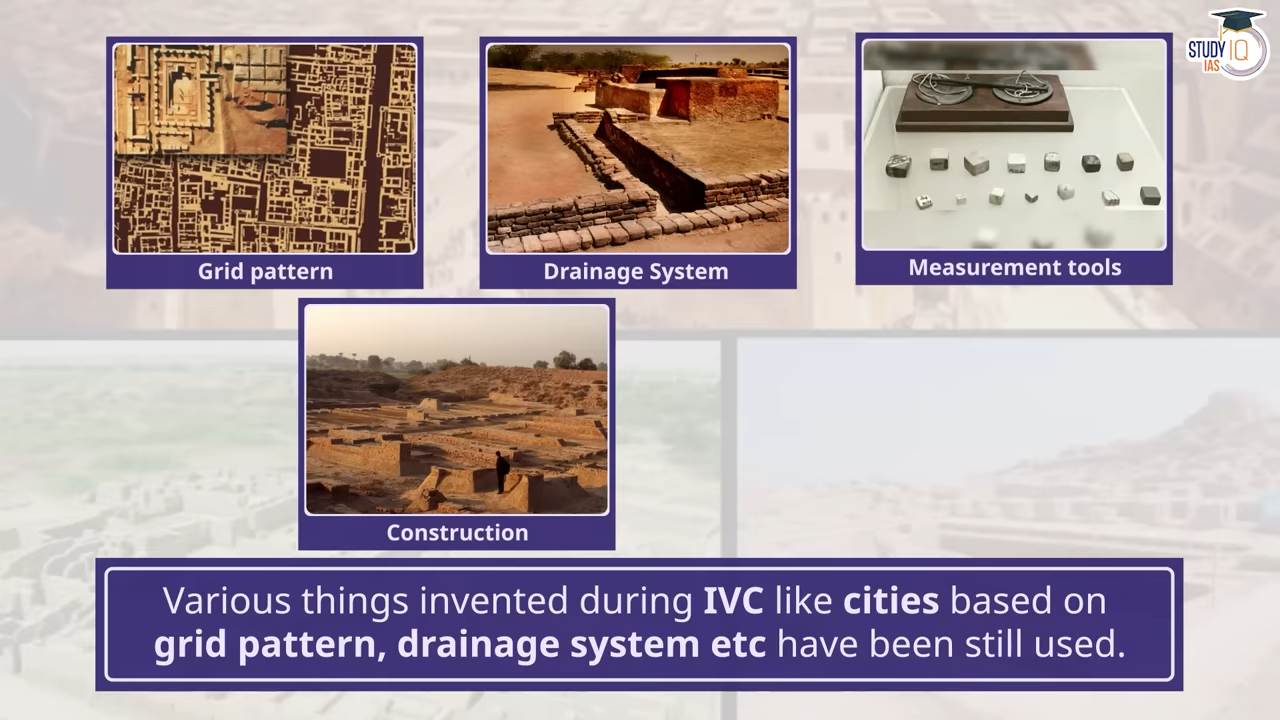 STUDY IQ
IAS
Grid pattern
Drainage System
Measurement tools
Construction
Various things invented during IVC like cities based on
grid pattern, drainage system etc have been still used.